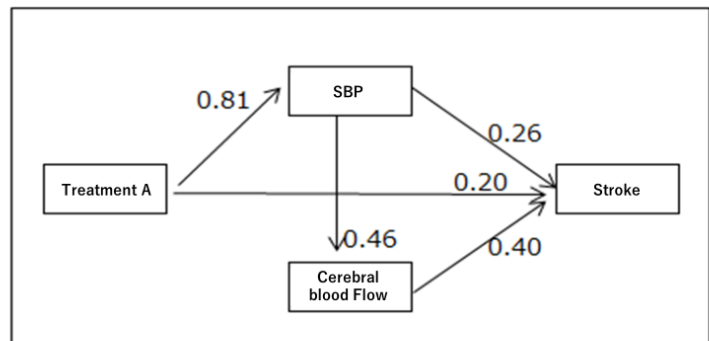 SBP
0.81
0.26
Treatment A
0.20
Stroke
0.46
0.40
Cerebral
blood Flow